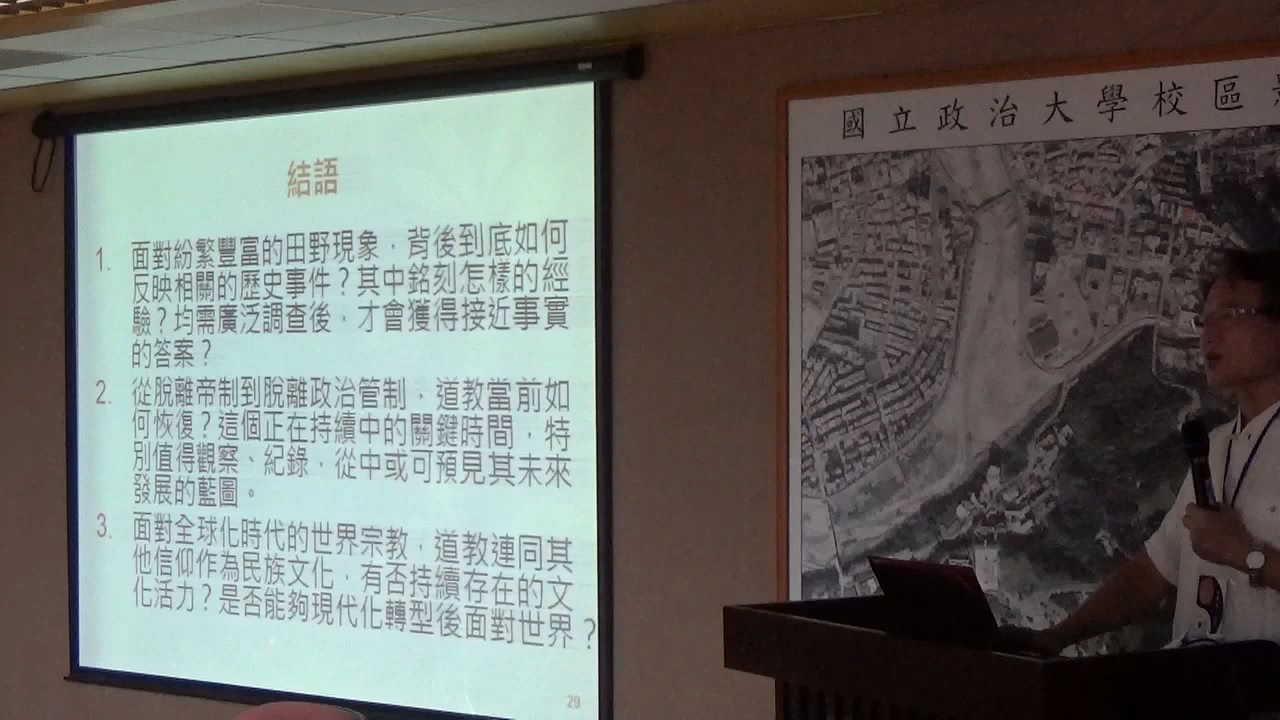 結語
1. 面對紛繁豐富的田野現象，背後到底如何
反映相關的歷史事件？其中銘刻怎樣的經
驗？均需廣泛調查後，才會獲得接近事實
的答案？
2. 從脫離帝制到脫離政治管制，道教當前如
何恢復？這個正在持續中的關鍵時間，特
別值得觀察、紀錄，從中或可預見其未來
發展的藍圖。
3. 面對全球化時代的世界宗教，道教連同其
他信仰作為民族文化，有否持續存在的文
化活力？是否能夠現代化轉型後面對世界？
29
國立政治大學校區